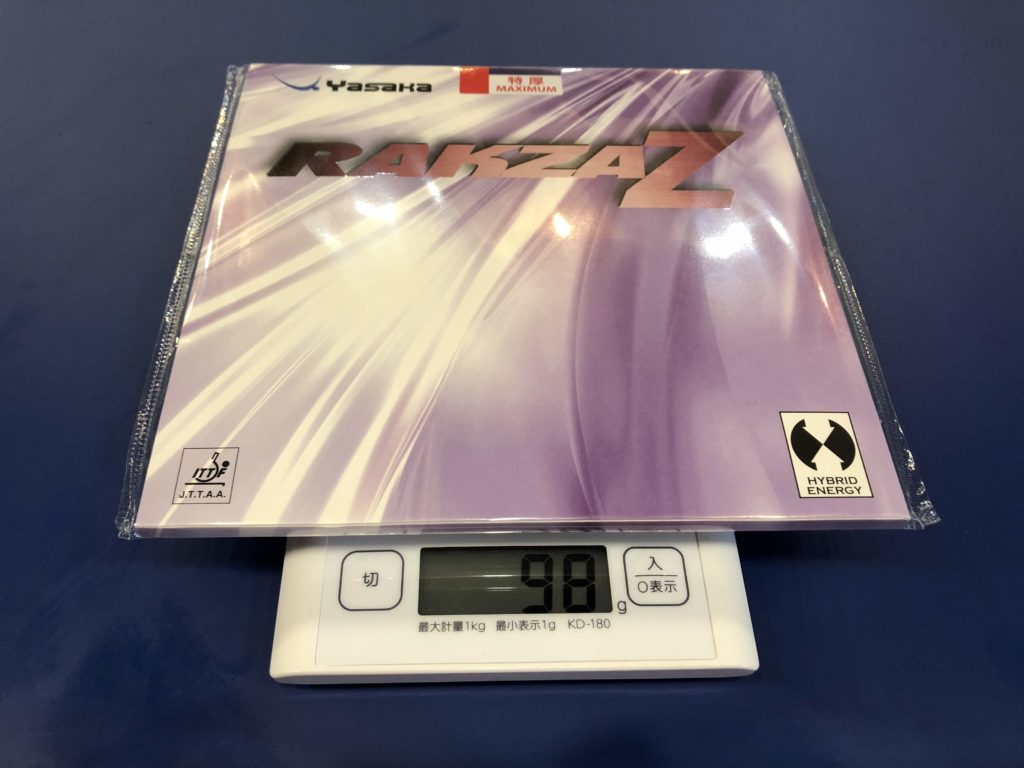 Yasaka
特厚
MAXIMUM
RAKZA Z
ITTF
J.T.T.A.A.
HYBRID
ENERGY
切
98 g
入
O表示
最大計量1kg 最小表示1g KD-180